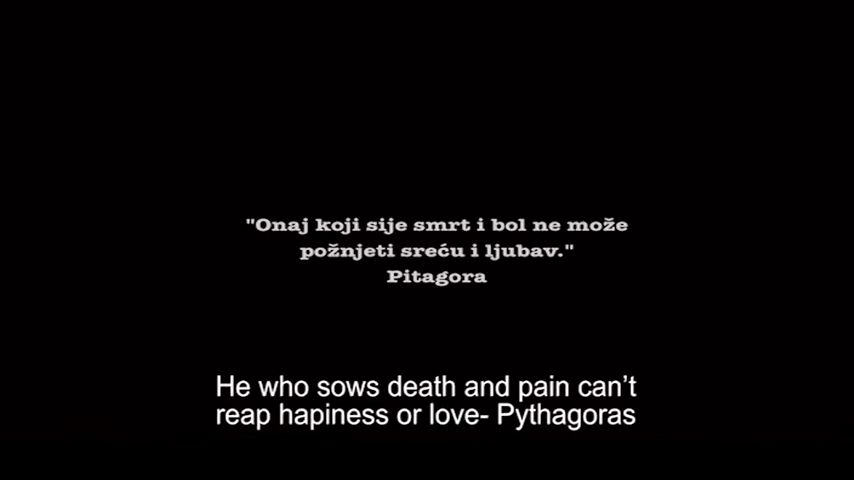 "Onaj koji sije smrt i bol ne može
požnjeti sreću i ljubav."
Pitagora
He who sows death and pain can’t
reap hapiness or love- Pythagoras